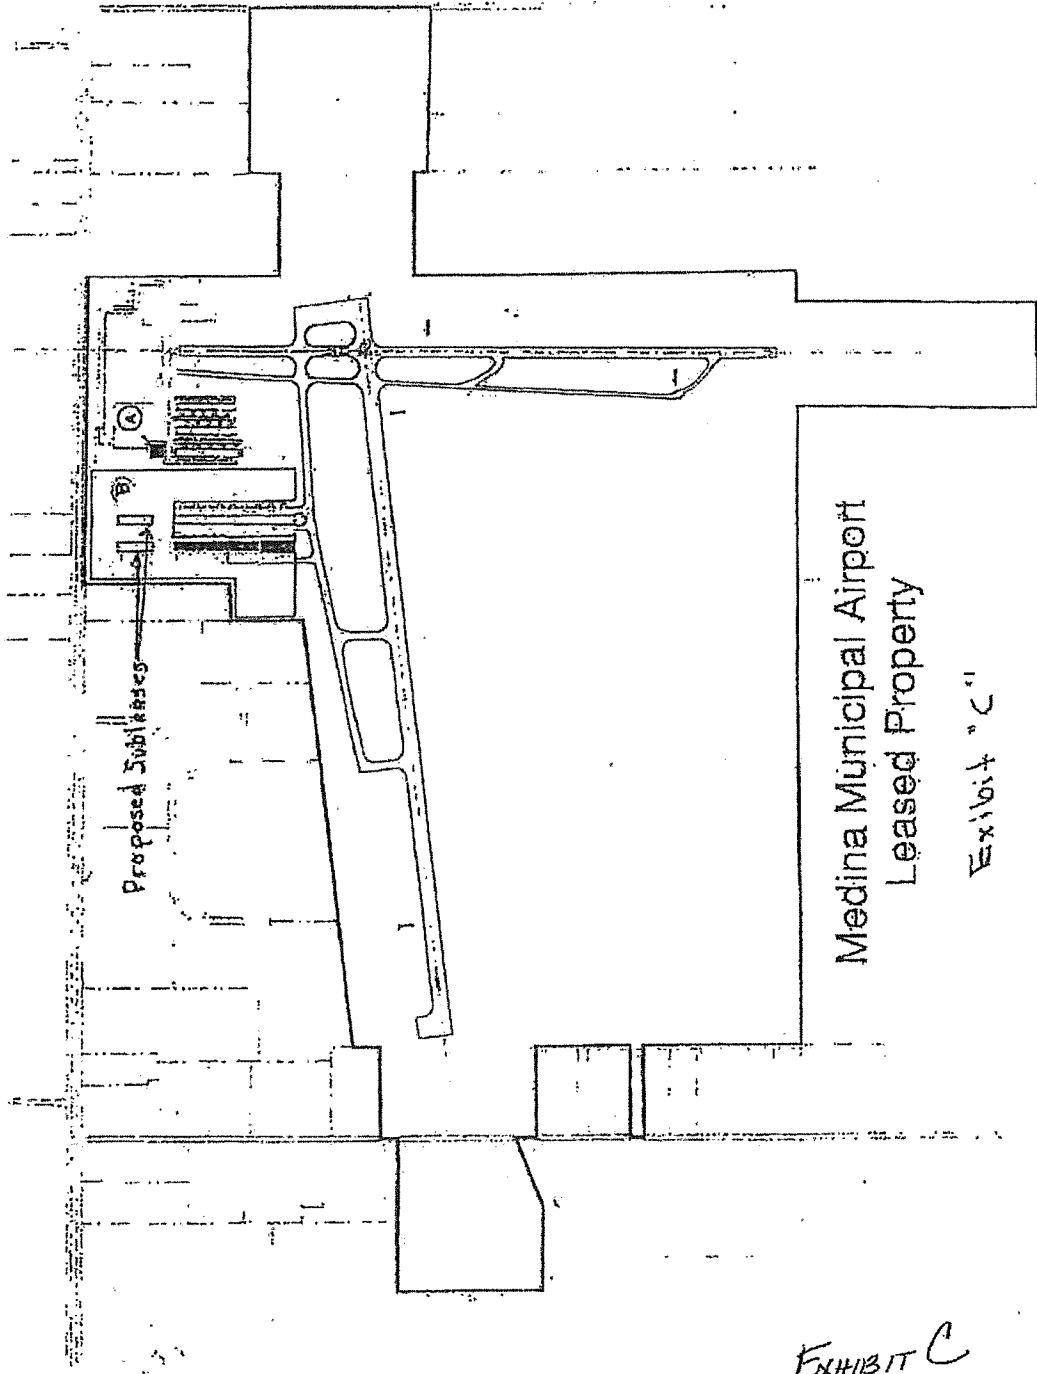 Ⓐ
Ⓑ
Proposed Subleases
Medina Municipal Airport
Leased Property
Exibit "C"
EXHIBIT C